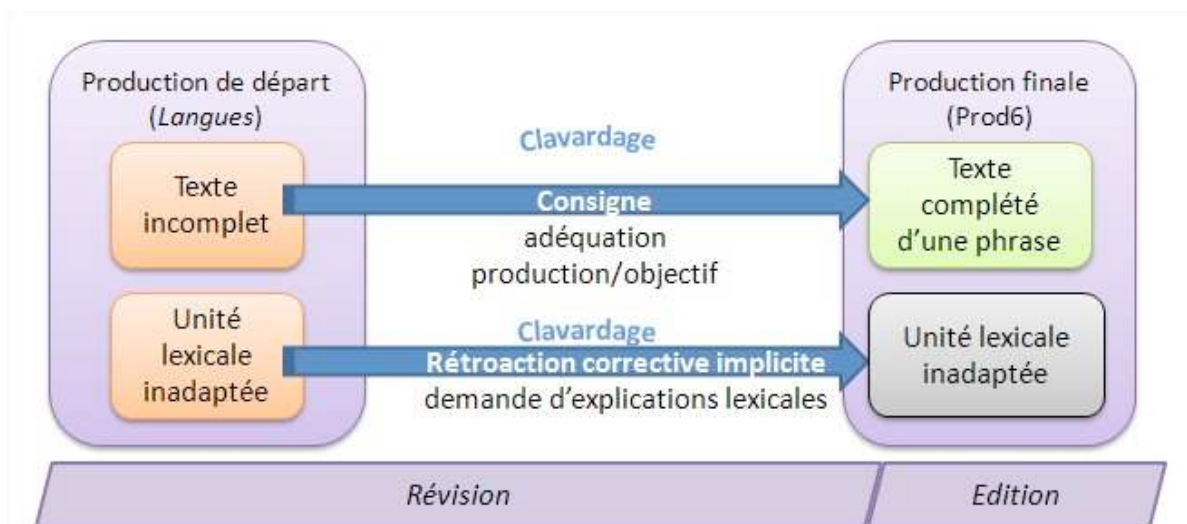 Production de départ
(Langues)
Texte
incomplet
Unité
lexicale
inadaptée
Clavardage
Consigne
adéquation
production/objectif
Clavardage
Rétroaction corrective implicite
demande d'explications lexicales
Production finale
(Prod6)
Texte
complété
d'une phrase
Unité lexicale
inadaptée
Révision
Edition